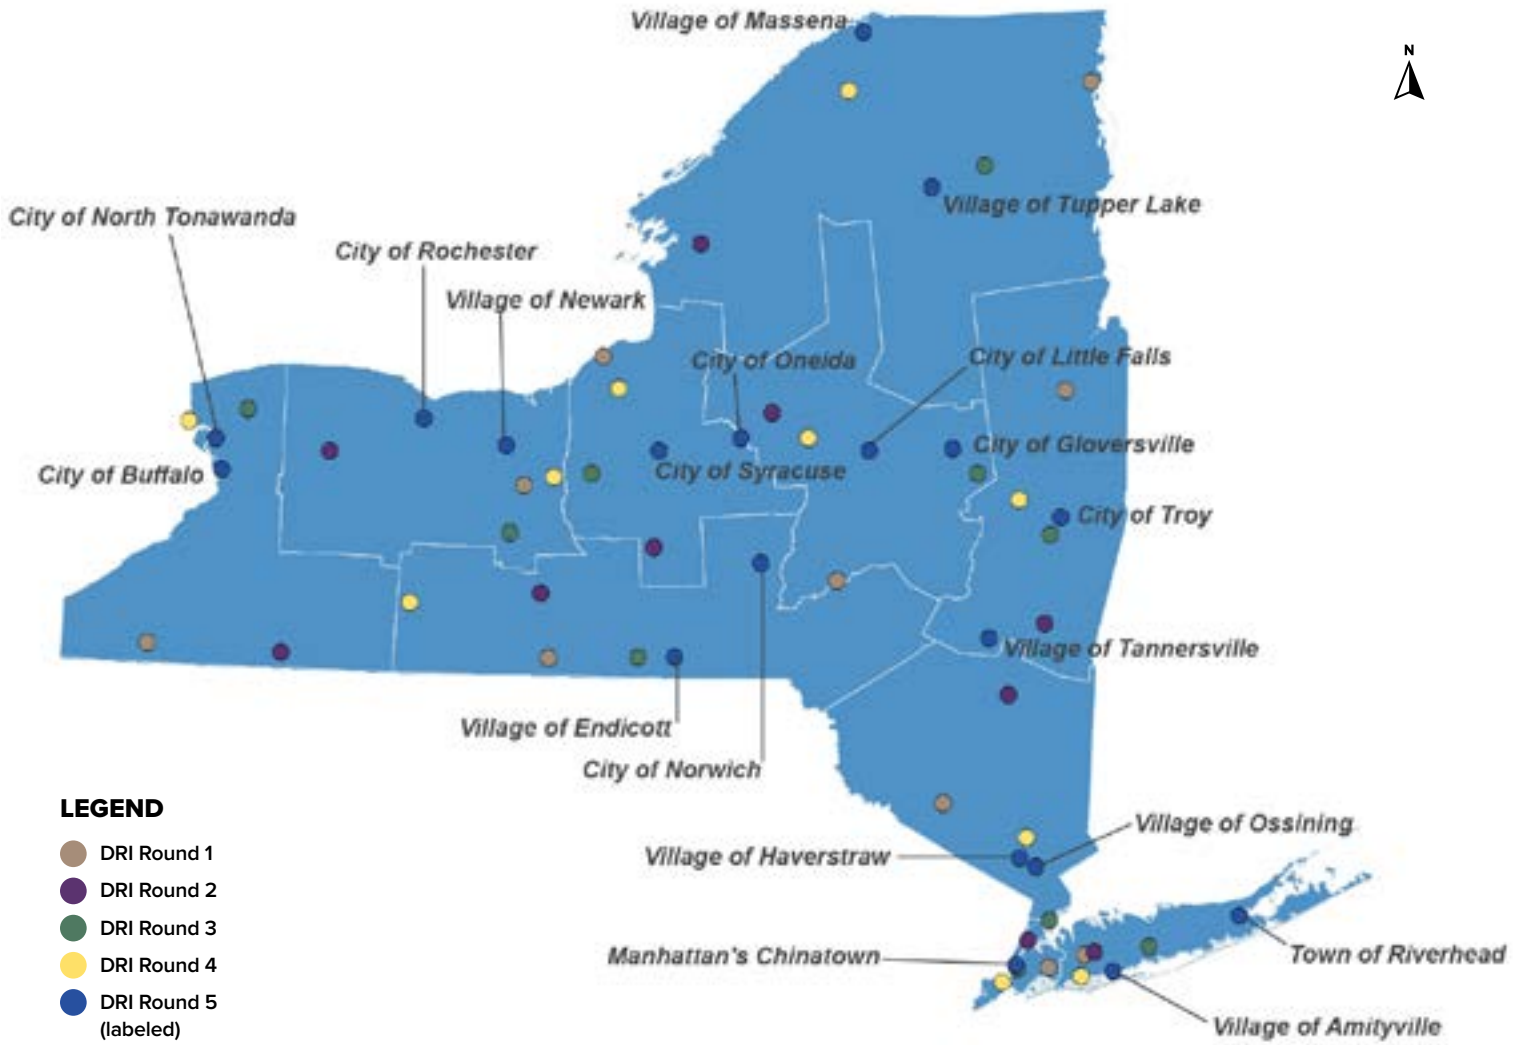 Village of Massena
N
Village of Tupper Lake
City of North Tonawanda
City of Rochester
Village of Newark
City of Oneida
City of Little Falls
City of Gloversville
City of Syracuse
City of Buffalo
City of Troy
Village of Tannersville
Village of Endicott
City of Norwich
LEGEND
DRI Round 1
DRI Round 2
DRI Round 3
DRI Round 4
DRI Round 5
(labeled)
Village of Ossining
Village of Haverstraw
Manhattan's Chinatown
Town of Riverhead
Village of Amityville